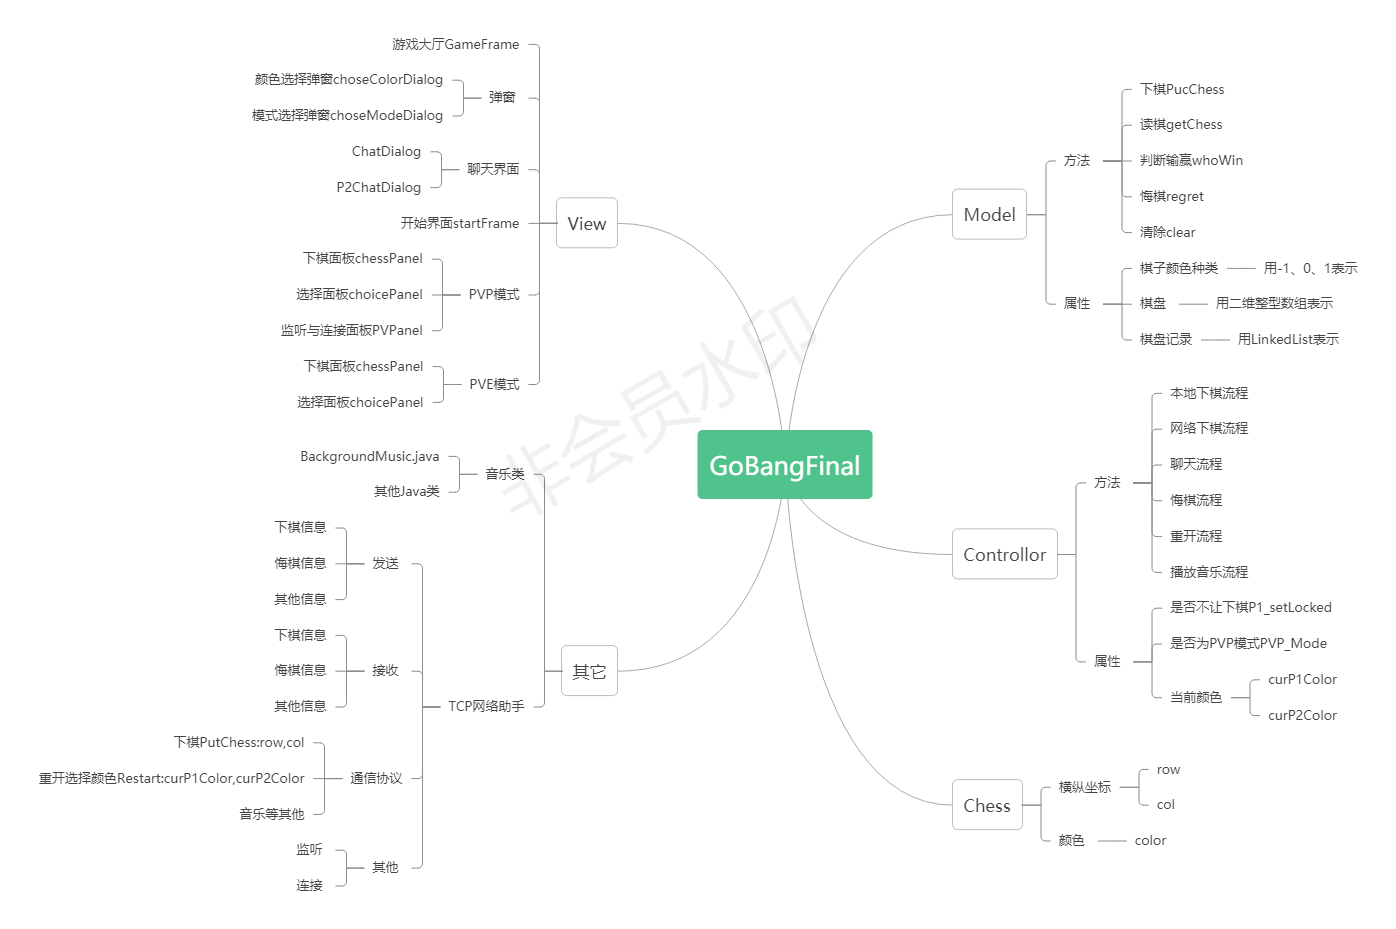 GoBangFinal
Model
方法
下棋PucChess
读棋getChess
判断输赢whoWin
悔棋regret
清除clear
属性
棋子颜色种类
用-1、0、1表示
棋盘
用二维整型数组表示
棋盘记录
用LinkedList表示
Controllor
方法
本地下棋流程
网络下棋流程
聊天流程
悔棋流程
重开流程
播放音乐流程
属性
是否不让下棋P1_setLocked
是否为PVP模式PVP_Mode
当前颜色
curP1Color
curP2Color
Chess
横纵坐标
row
col
颜色
color
View
游戏大厅GameFrame
弹窗
颜色选择弹窗choseColorDialog
模式选择弹窗choseModeDialog
聊天界面
ChatDialog
P2ChatDialog
开始界面startFrame
PVP模式
下棋面板chessPanel
选择面板choicePanel
监听与连接面板PVPanel
PVE模式
下棋面板chessPanel
选择面板choicePanel
其它
音乐类
BackgroundMusic.java
其他Java类
TCP网络助手
发送
下棋信息
悔棋信息
其他信息
接收
下棋信息
悔棋信息
其他信息
通信协议
下棋PutChess:row,col
重开选择颜色Restart:curP1Color,curP2Color
音乐等其他
其他
监听
连接
非会员水印